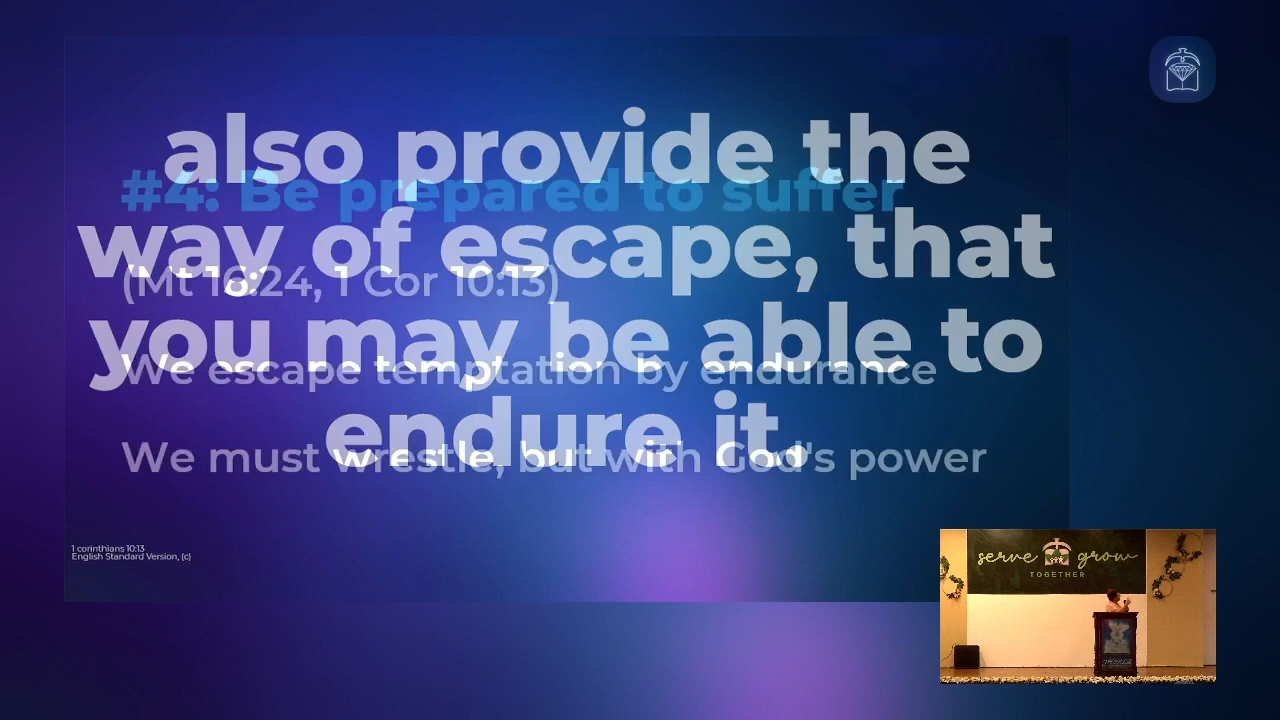 also provide the
way of escape, that
you may be able to
endure it.
#4: Be prepared to suffer
(Mt 16:24, 1 Cor 10:13)
We escape temptation by endurance
We must wrestle, but with God's power
1 corinthians 10:13
English Standard Version, (c)
serve grow
TOGETHER